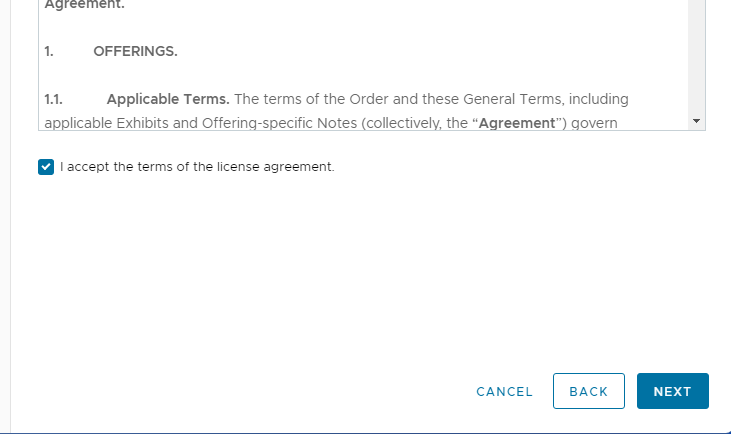 Agreement.
1. OFFERINGS.
1.1. Applicable Terms. The terms of the Order and these General Terms, including
applicable Exhibits and Offering-specific Notes (collectively, the “Agreement”) govern
I accept the terms of the license agreement.
CANCEL BACK NEXT